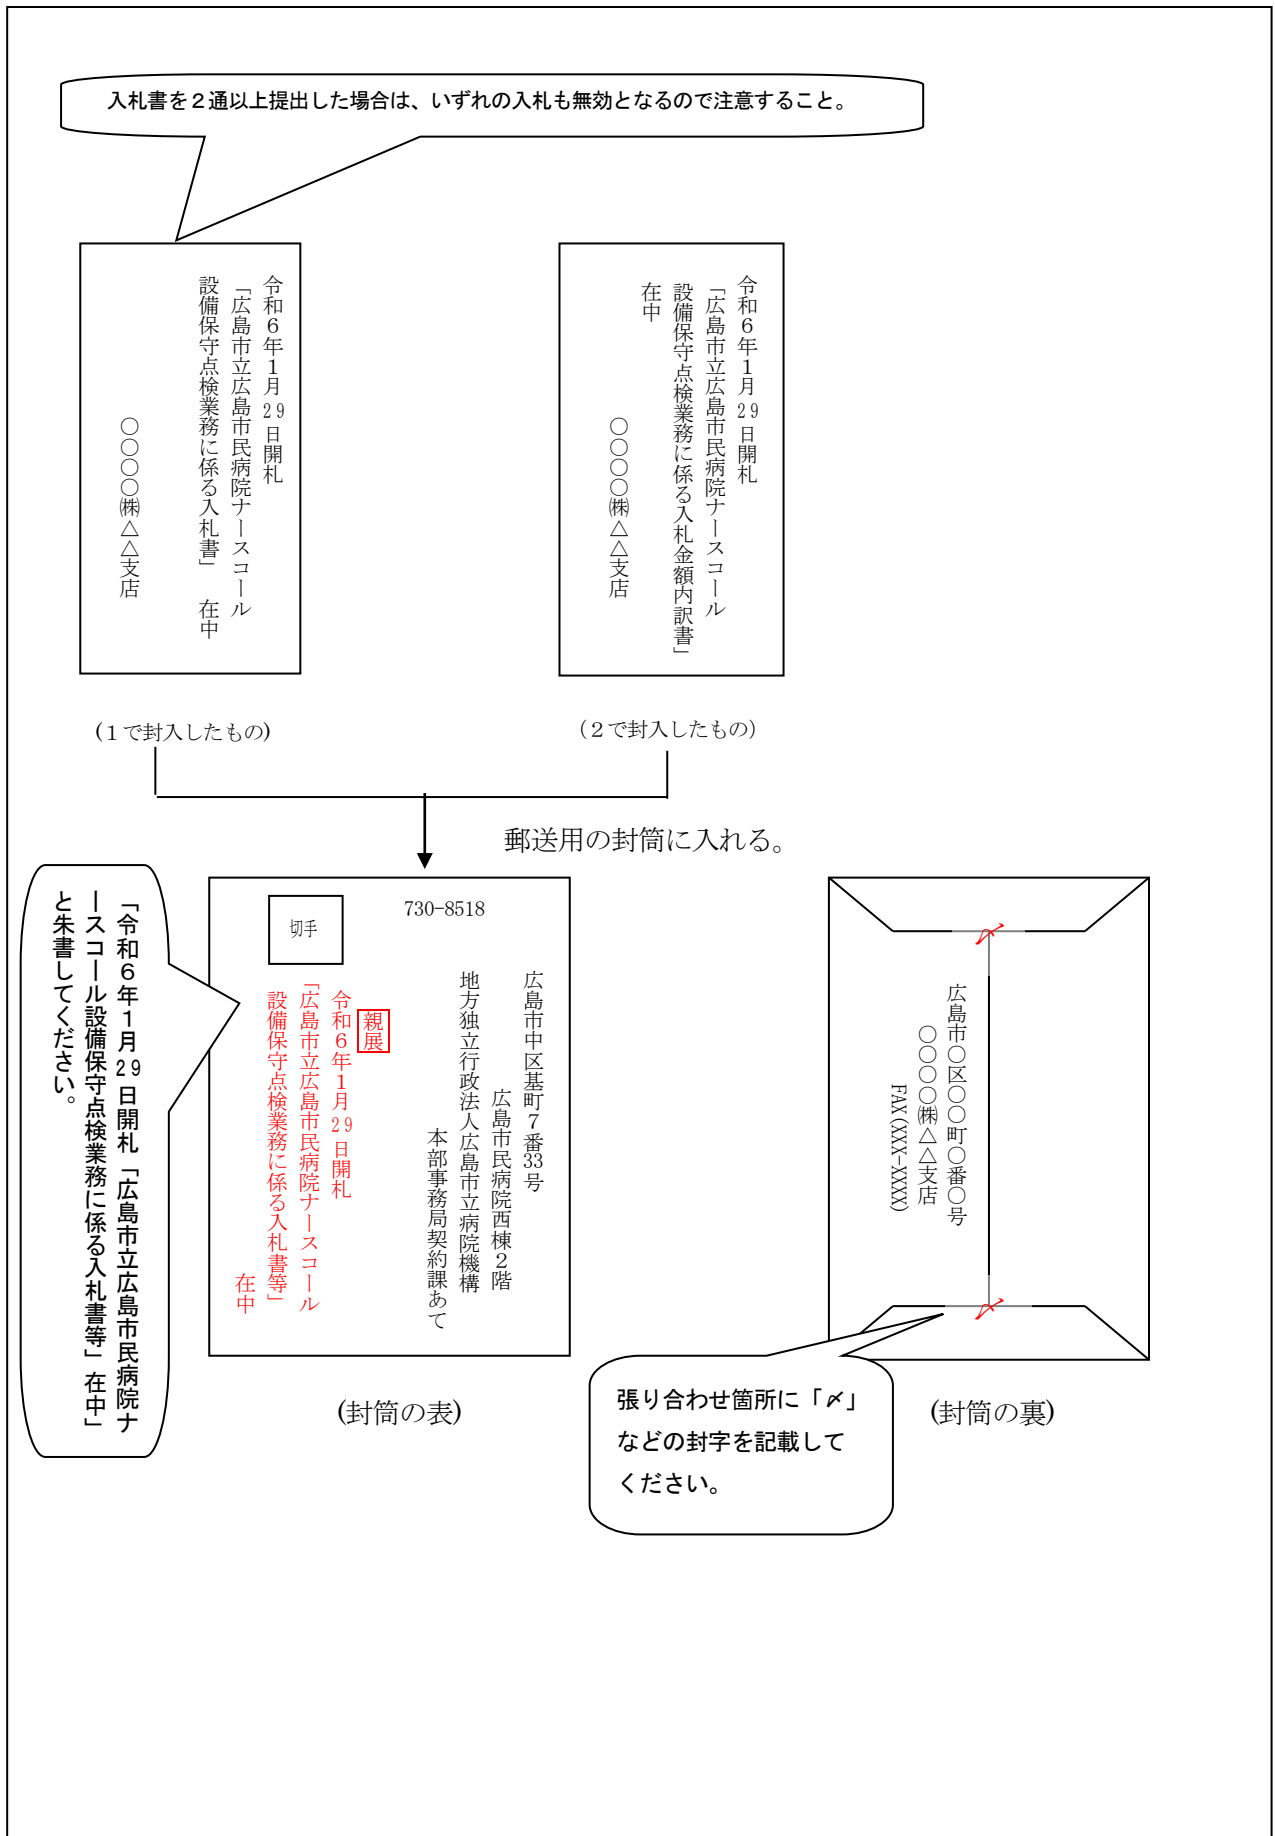 入札書を２通以上提出した場合は、いずれの入札も無効となるので注意すること。
令和６年１月29日開札
「広島市立広島市民病院ナースコール
設備保守点検業務に係る入札書」　在中
○○○○㈱△△支店
令和６年１月29日開札
「広島市立広島市民病院ナースコール
設備保守点検業務に係る入札金額内訳書」
在中
○○○○㈱△△支店
(１で封入したもの)
（２で封入したもの）
郵送用の封筒に入れる。
「令和６年１月29日開札「広島市立広島市民病院ナ
ースコール設備保守点検業務に係る入札書等」在中」
と朱書してください。
切手
730-8518
広島市中区基町７番33号
広島市民病院西棟２階
地方独立行政法人広島市立病院機構
本部事務局契約課あて
親展
令和６年１月29日開札
「広島市立広島市民病院ナースコール
設備保守点検業務に係る入札書等」
在中
(封筒の表)
〆
広島市○区○○町○番○号
○○○○㈱△△支店
FAX(XXX-XXXX)
〆
張り合わせ箇所に「〆」
などの封字を記載して
ください。
(封筒の裏)